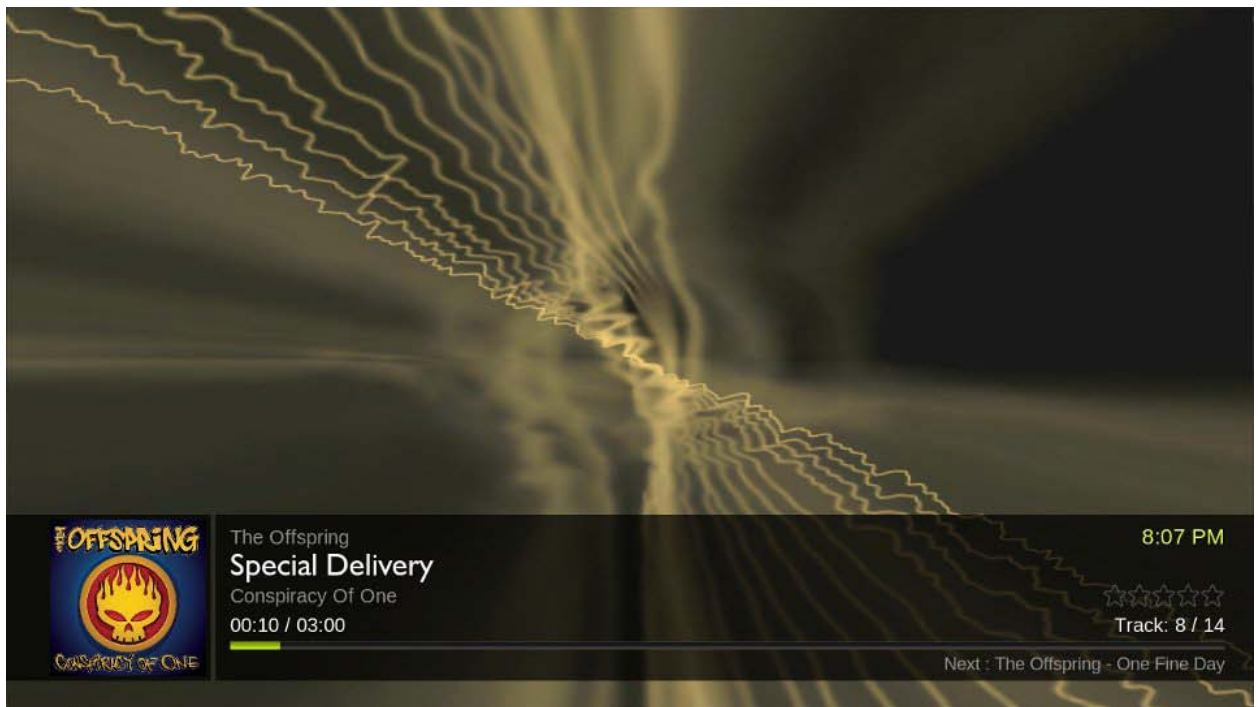 THE OFFSPRING
CONSPIRACY OF ONE
The Offspring
Special Delivery
Conspiracy Of One
00:10 / 03:00
8:07 PM
Track: 8 / 14
Next : The Offspring - One Fine Day